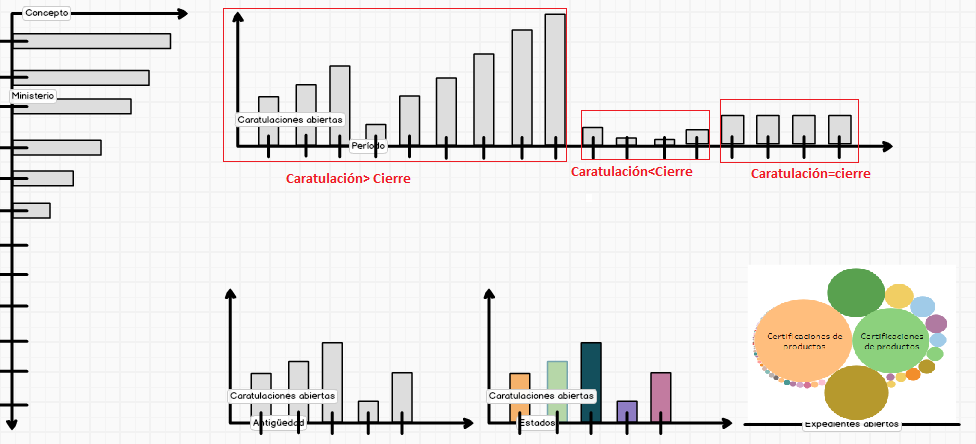 Concepto
Ministerio
Caratulaciones abiertas
Período
Caratulación> Cierre
Caratulación<Cierre
Caratulación=cierre
Caratulaciones abiertas
Antigüedad
Caratulaciones abiertas
Estados
Certificaciones de
productos
Certificaciones
de productos
Expedientes abiertos